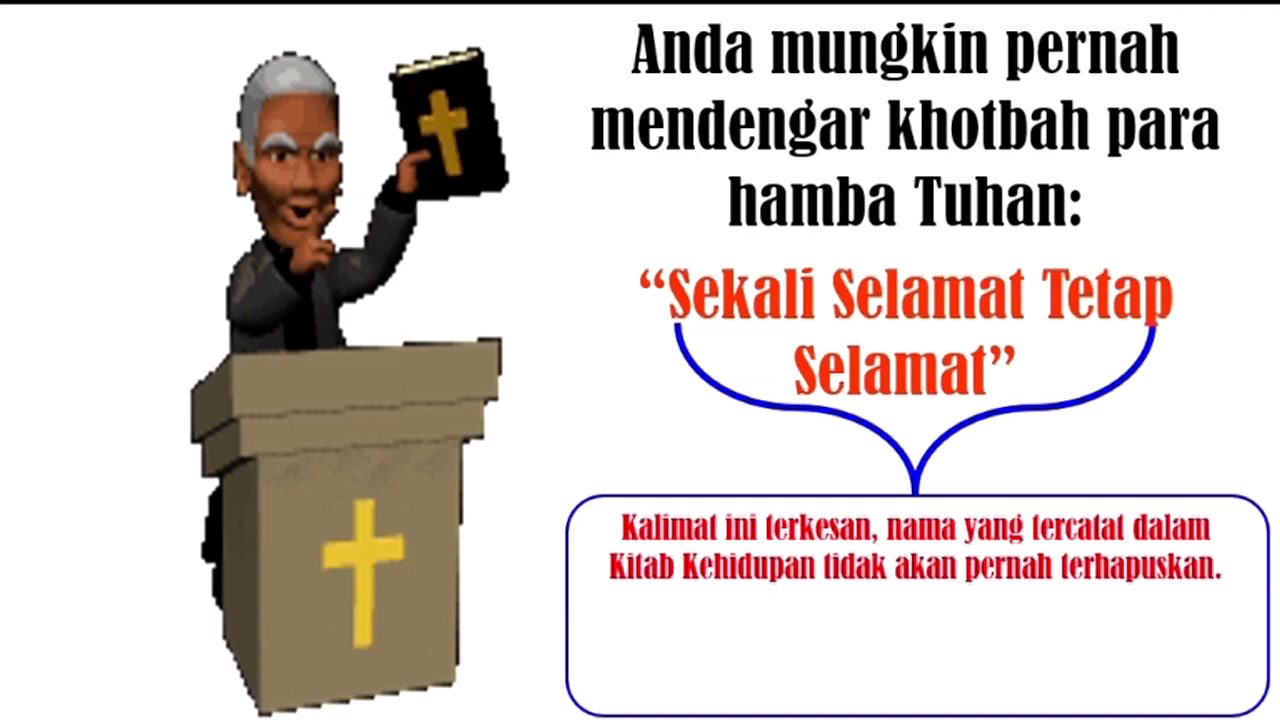 Anda mungkin pernah
mendengar khotbah para
hamba Tuhan:
“Sekali Selamat Tetap
Selamat”
Kalimat ini terkesan, nama yang tercatat dalam
Kitab Kehidupan tidak akan pernah terhapuskan.